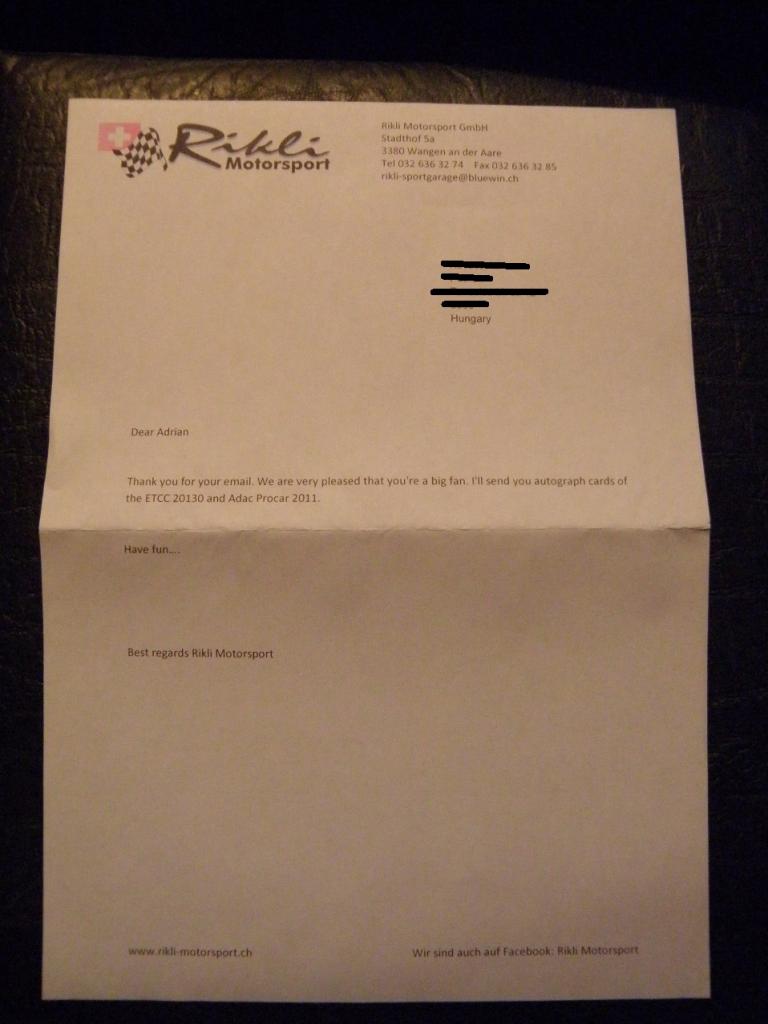 Rikli
Motorsport
Rikli Motorsport GmbH
Stadthof 5a
3380 Wangen an der Aare
Tel 032 636 32 74 Fax 032 636 32 85
rikli-sportgarage@bluewin.ch
Hungary
Dear Adrian
Thank you for your email. We are very pleased that you're a big fan. I'll send you autograph cards of
the ETCC 20130 and Adac Procar 2011.
Have fun....
Best regards Rikli Motorsport
www.rikli-motorsport.ch
Wir sind auch auf Facebook: Rikli Motorsport